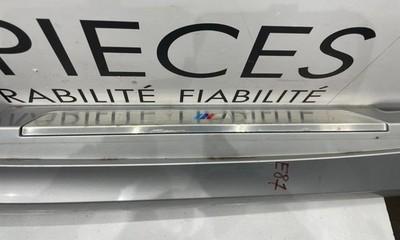 PIECES
RABILITÉ FIABILITÉ
M
E87